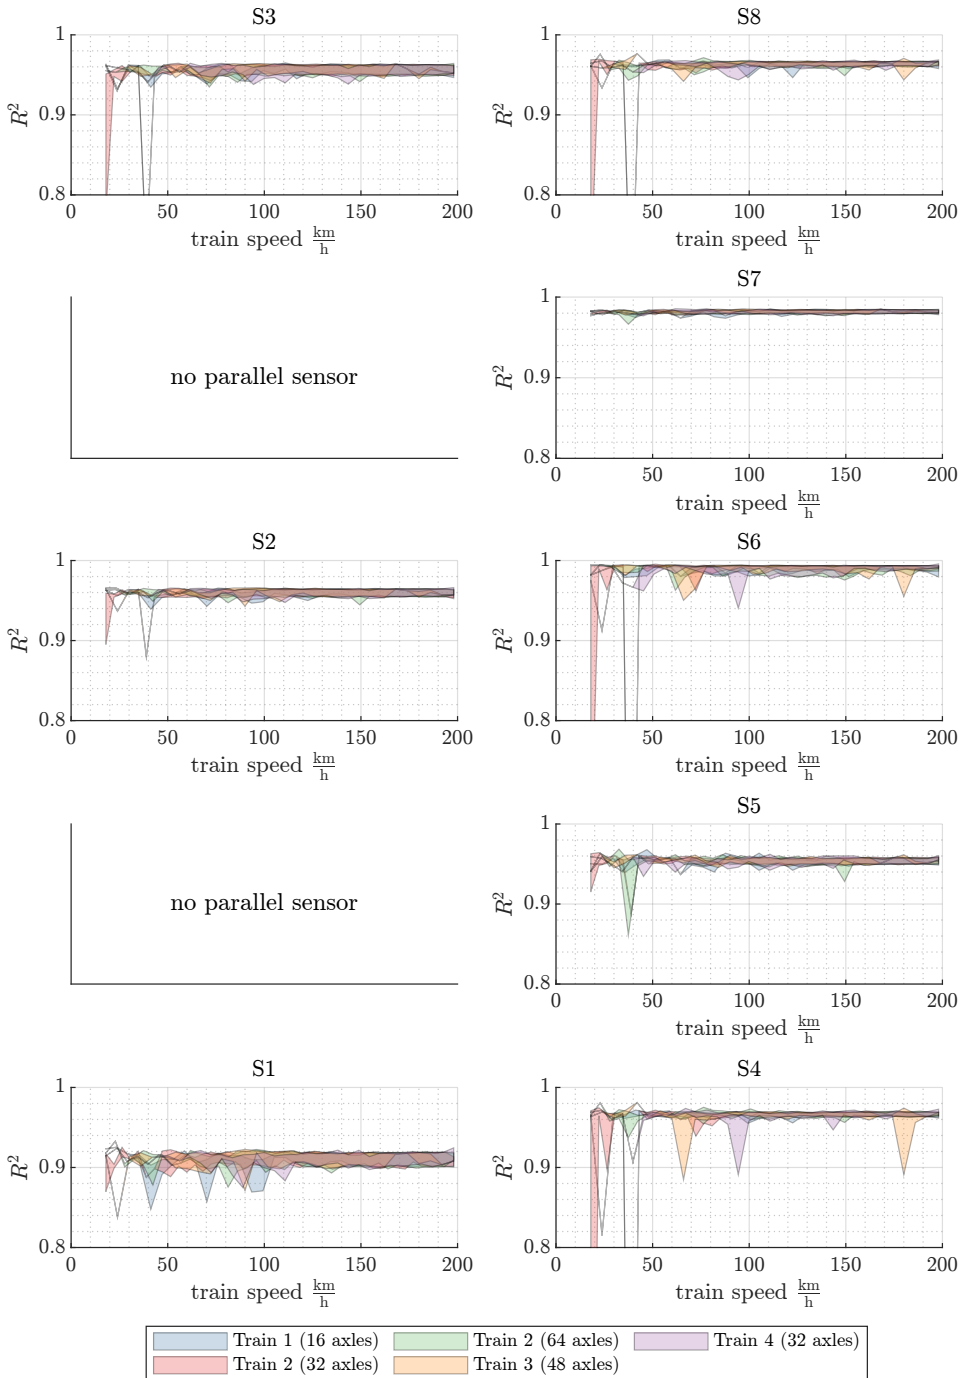 S3
1
0.9
0.8
R²
0 50 100 150 200
train speed km/h
S8
1
0.9
0.8
R²
0 50 100 150 200
train speed km/h
no parallel sensor
S7
1
0.9
0.8
R²
0 50 100 150 200
train speed km/h
S2
1
0.9
0.8
R²
0 50 100 150 200
train speed km/h
S6
1
0.9
0.8
R²
0 50 100 150 200
train speed km/h
no parallel sensor
S5
1
0.9
0.8
R²
0 50 100 150 200
train speed km/h
S1
1
0.9
0.8
R²
0 50 100 150 200
train speed km/h
S4
1
0.9
0.8
R²
0 50 100 150 200
train speed km/h
Train 1 (16 axles) Train 2 (64 axles) Train 4 (32 axles)
Train 2 (32 axles) Train 3 (48 axles)